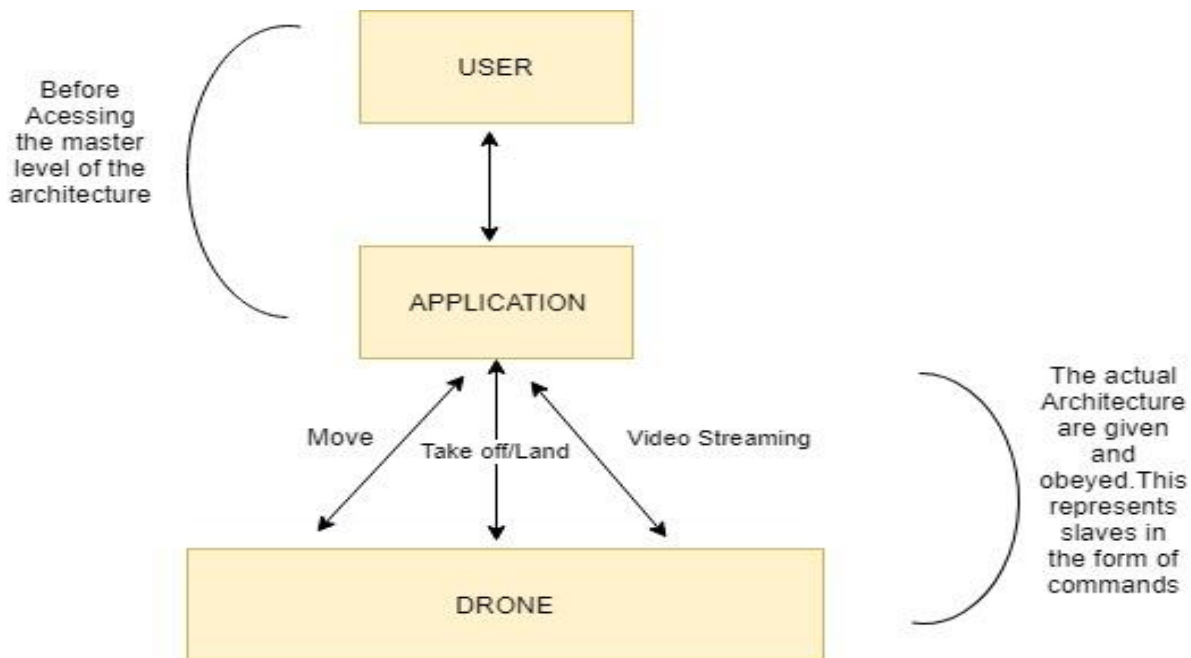 USER
Before
Acessing
the master
level of the
architecture
APPLICATION
Move
Take off/Land
Video Streaming
The actual
Architecture
are given
and
obeyed.This
represents
slaves in
the form of
commands
DRONE